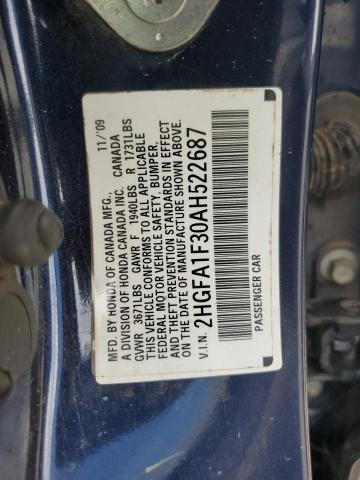 MFD. BY HONDA OF CANADA MFG., 11/'09
A DIVISION OF HONDA CANADA INC. CANADA
GVWR 3671LBS GAWR F 1940LBS R 1731LBS
THIS VEHICLE CONFORMS TO ALL APPLICABLE
FEDERAL MOTOR VEHICLE SAFETY, BUMPER,
AND THEFT PREVENTION STANDARDS IN EFFECT
ON THE DATE OF MANUFACTURE SHOWN ABOVE.
V.I.N. 2HGFA1F30AH522687
PASSENGER CAR